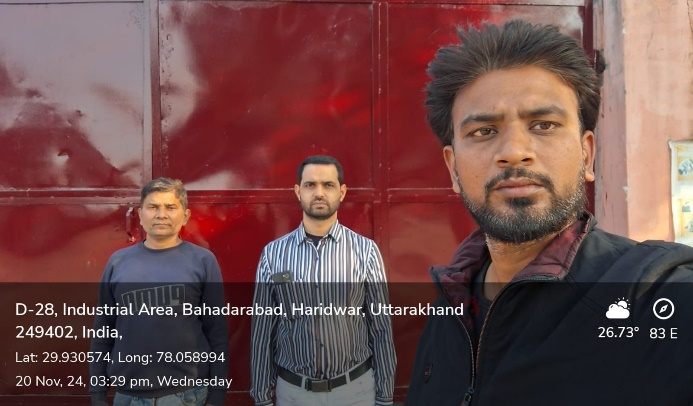 D-28, Industrial Area, Bahadarabad, Haridwar, Uttarakhand
249402, India,
Lat: 29.930574, Long: 78.058994
20 Nov, 24, 03:29 pm, Wednesday
26.73° 83 E